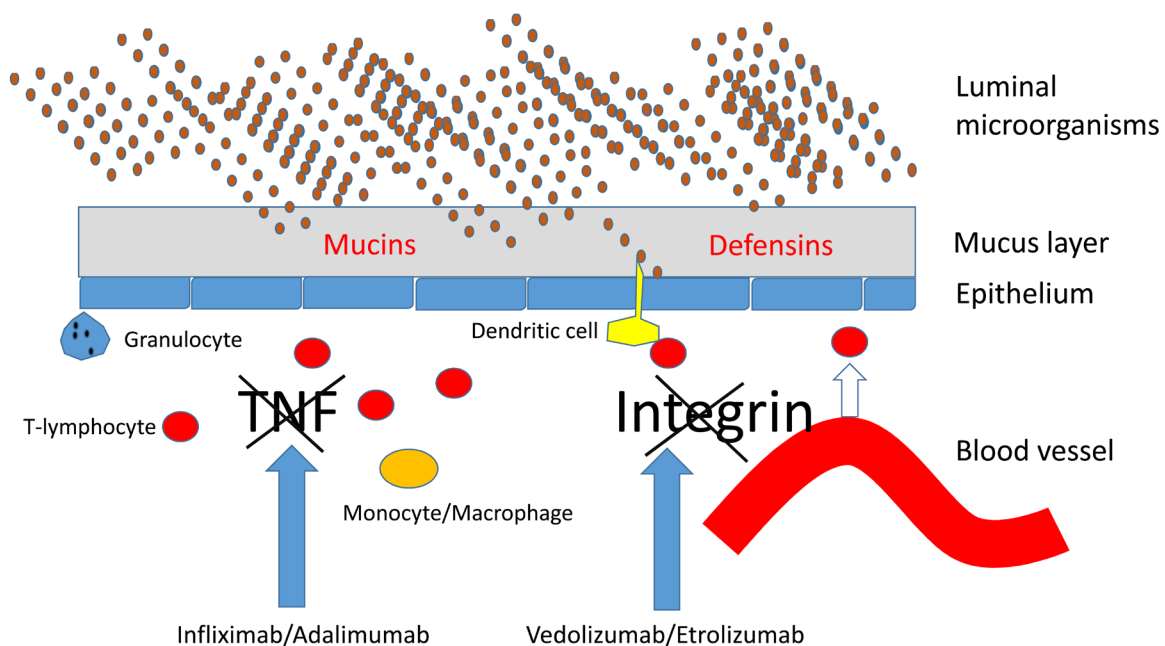 Luminal
microorganisms
Mucins
Defensins
Mucus layer
Epithelium
Granulocyte
Dendritic cell
TNF
Integrin
T-lymphocyte
Blood vessel
Monocyte/Macrophage
Infliximab/Adalimumab
Vedolizumab/Etrolizumab